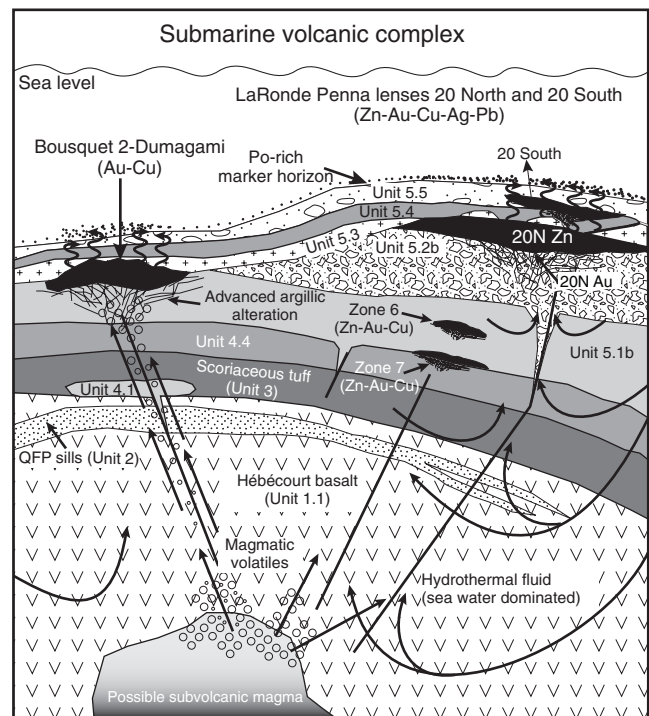 Submarine volcanic complex
Sea level
LaRonde Penna lenses 20 North and 20 South
(Zn-Au-Cu-Ag-Pb)
Bousquet 2-Dumagami
(Au-Cu)
Po-rich
marker horizon
20 South
Unit 5.5
Unit 5.4
Unit 5.3
Unit 5.2b
20N Zn
20N Au
Advanced argillic
alteration
Zone 6
(Zn-Au-Cu)
Unit 4.4
Unit 5.1b
Scoriaceous tuff
(Unit 3)
Zone 7
(Zn-Au-Cu)
Unit 4.1
QFP sills (Unit 2)
Hébécourt basalt
(Unit 1.1)
Magmatic
volatiles
Hydrothermal fluid
(sea water dominated)
Possible subvolcanic magma